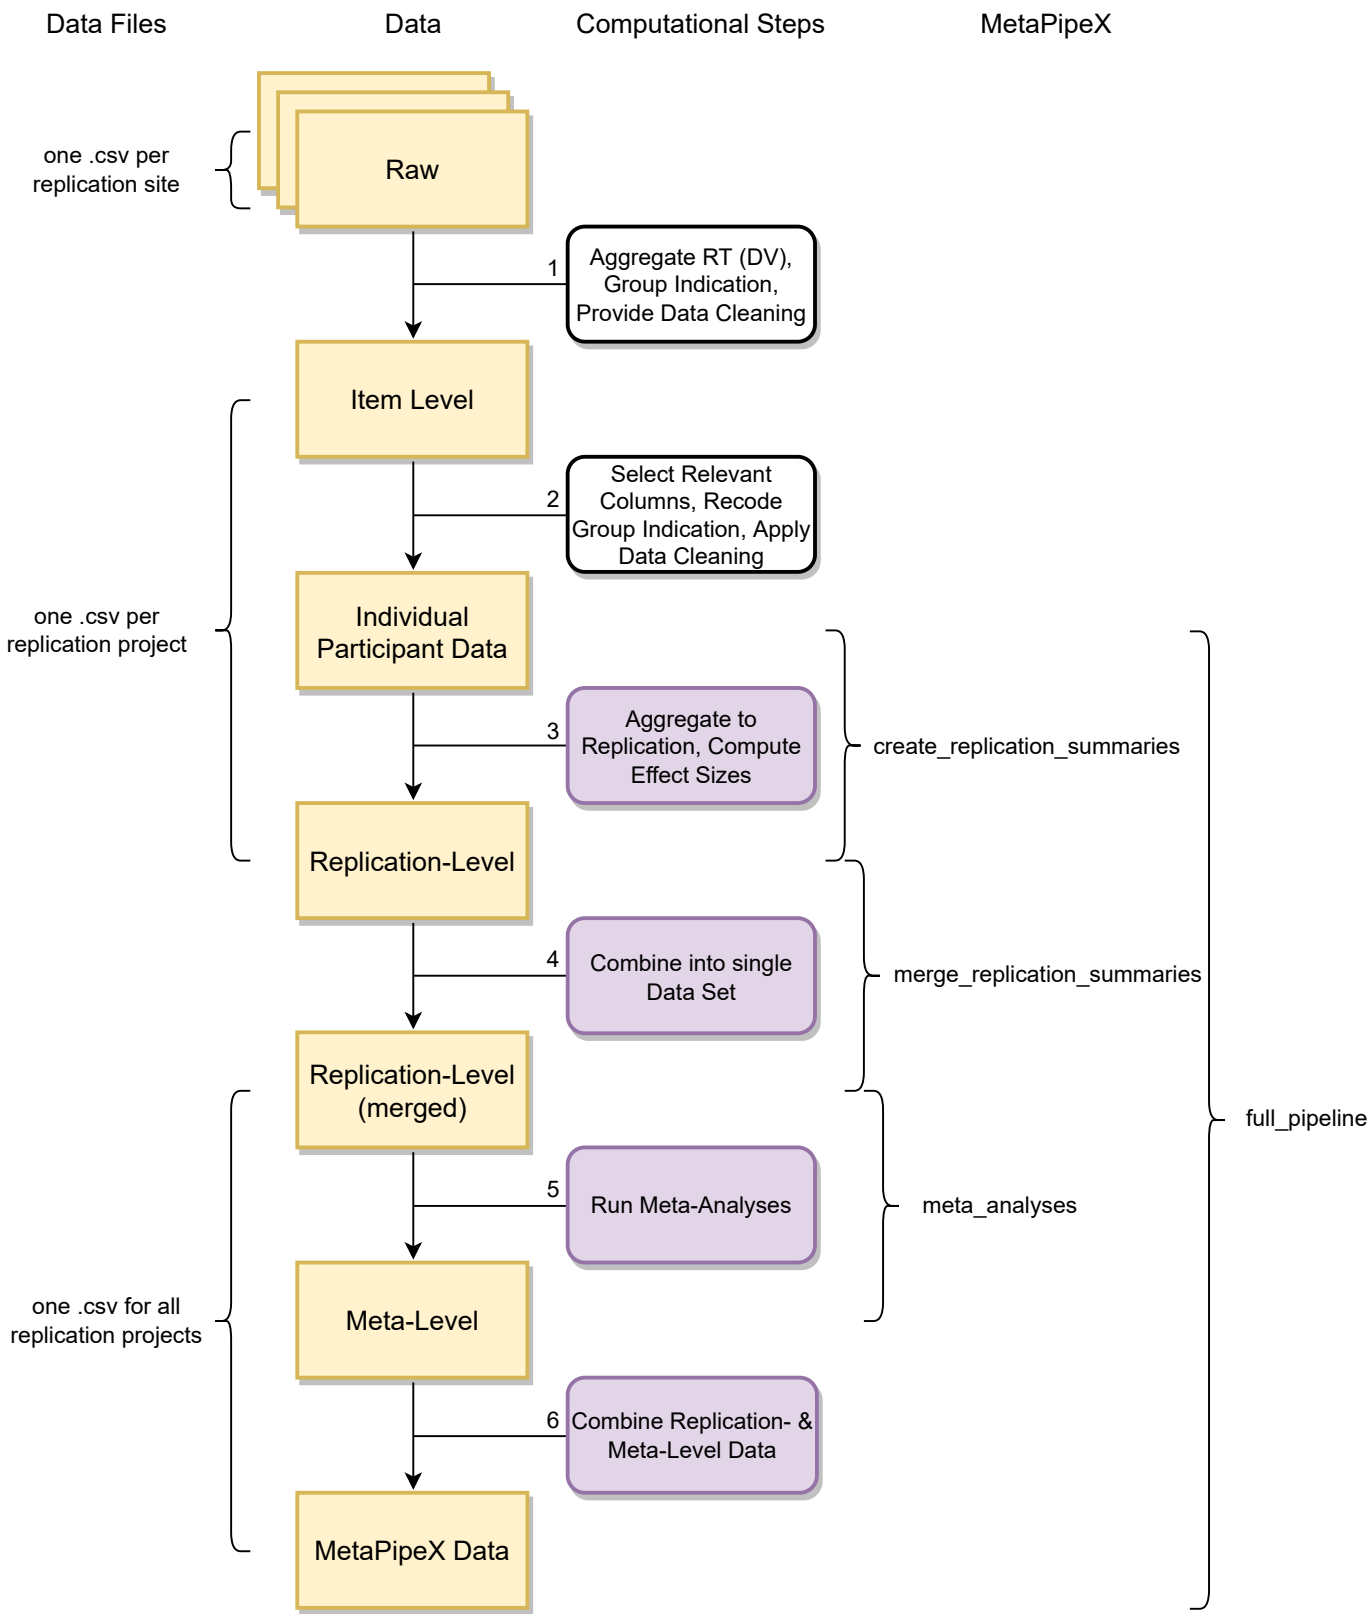 Data Files
Data
Computational Steps
MetaPipeX
one .csv per
replication site
Raw
1
Aggregate RT (DV),
Group Indication,
Provide Data Cleaning
Item Level
2
Select Relevant
Columns, Recode
Group Indication, Apply
Data Cleaning
one .csv per
replication project
Individual
Participant Data
3
Aggregate to
Replication, Compute
Effect Sizes
create_replication_summaries
Replication-Level
4
Combine into single
Data Set
merge_replication_summaries
Replication-Level
(merged)
full_pipeline
5
Run Meta-Analyses
meta_analyses
one .csv for all
replication projects
Meta-Level
6
Combine Replication- &
Meta-Level Data
MetaPipeX Data